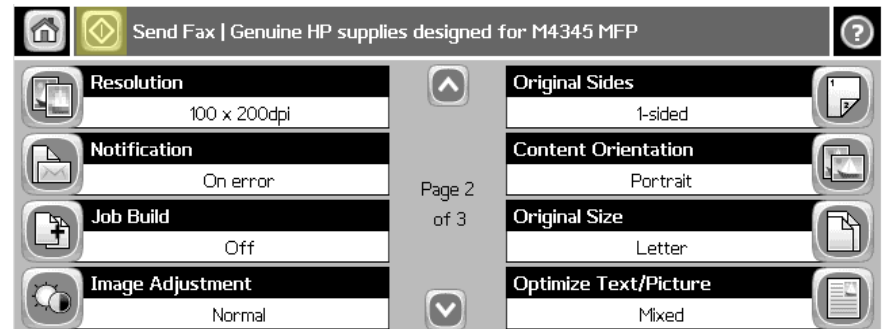 Send Fax | Genuine HP supplies designed for M4345 MFP
?
Resolution
100 x 200dpi
Notification
On error
Job Build
Off
Image Adjustment
Normal
Page 2
of 3
Original Sides
1-sided
1
2
Content Orientation
Portrait
Original Size
Letter
Optimize Text/Picture
Mixed